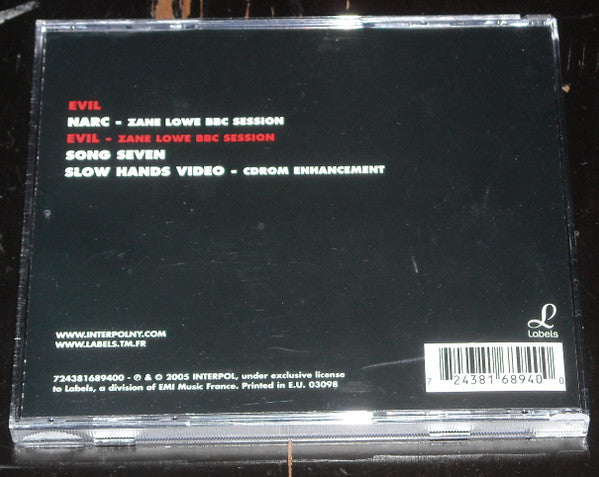 EVIL
NARC - ZANE LOWE BBC SESSION
EVIL - ZANE LOWE BBC SESSION
SONG SEVEN
SLOW HANDS VIDEO - CDROM ENHANCEMENT
WWW.INTERPOLNY.COM
WWW.LABELS.TM.FR
724381689400 - ℗ & © 2005 INTERPOL, under exclusive license
to Labels, a division of EMI Music France. Printed in E.U. 03098
L
Labels
7 24381 68940 0